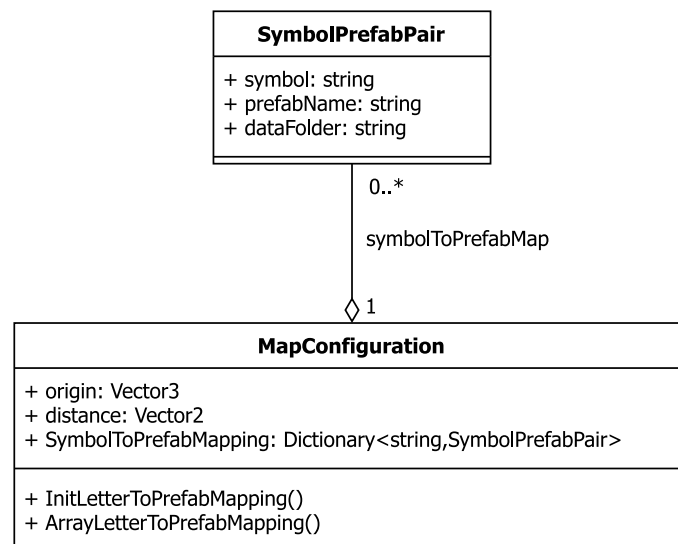 SymbolPrefabPair
+ symbol: string
+ prefabName: string
+ dataFolder: string
0..*
symbolToPrefabMap
1
MapConfiguration
+ origin: Vector3
+ distance: Vector2
+ SymbolToPrefabMapping: Dictionary<string,SymbolPrefabPair>
+ InitLetterToPrefabMapping()
+ ArrayLetterToPrefabMapping()